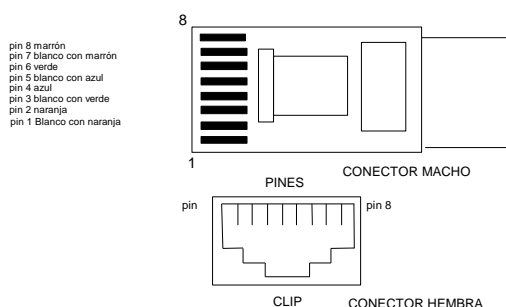 8
pin 8 marrón
pin 7 blanco con marrón
pin 6 verde
pin 5 blanco con azul
pin 4 azul
pin 3 blanco con verde
pin 2 naranja
pin 1 Blanco con naranja
1
CONECTOR MACHO
PINES
pin
pin 8
CLIP
CONECTOR HEMBRA